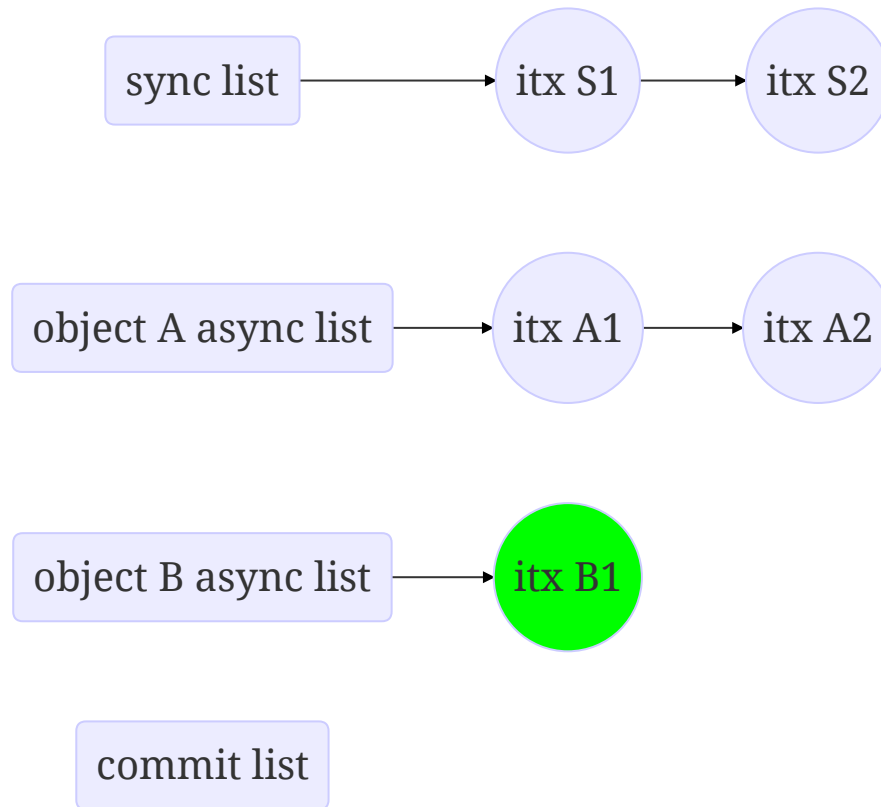 sync list
itx S1
itx S2
object A async list
itx A1
itx A2
object B async list
itx B1
commit list